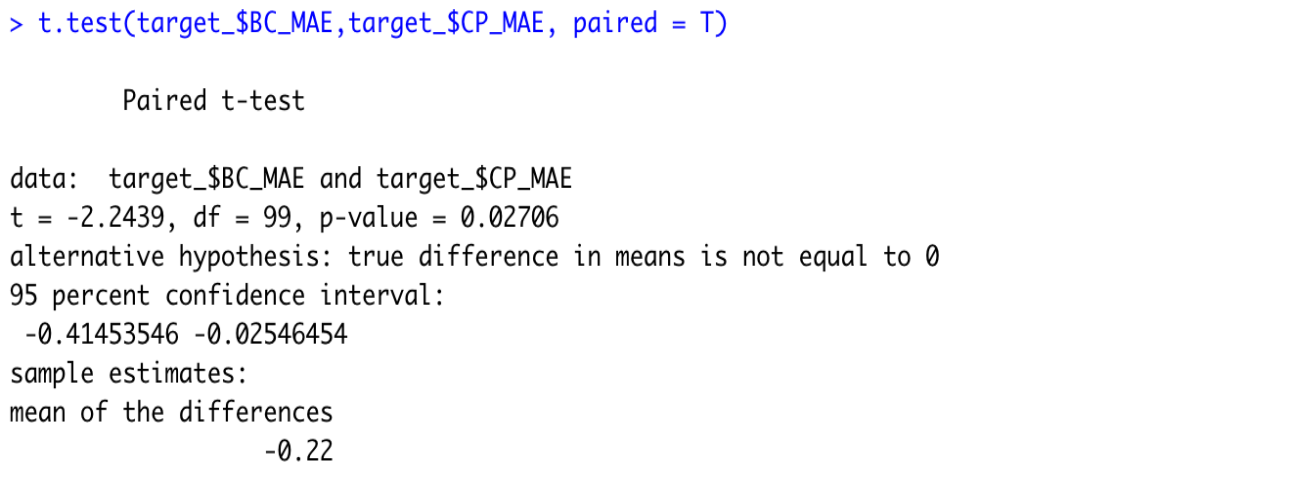 > t.test(target_$BC_MAE,target_$CP_MAE, paired = T)
Paired t-test
data:  target_$BC_MAE and target_$CP_MAE
t = -2.2439, df = 99, p-value = 0.02706
alternative hypothesis: true difference in means is not equal to 0
95 percent confidence interval:
 -0.41453546 -0.02546454
sample estimates:
mean of the differences
-0.22